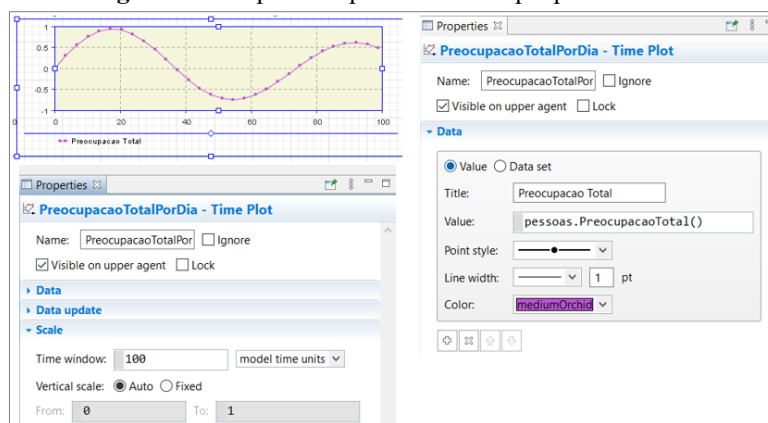 1
0.5
0
-0.5
-1
0 0 20 40 60 80 100
Preocupacao Total
Properties
PreocupacaoTotalPorDia - Time Plot
Name: PreocupacaoTotalPor Ignore
Visible on upper agent Lock
Data
Data update
Scale
Time window: 100 model time units
Vertical scale: Auto Fixed
From: 0 To: 1
Properties
PreocupacaoTotalPorDia - Time Plot
Name: PreocupacaoTotalPor Ignore
Visible on upper agent Lock
Data
Value Data set
Title: Preocupacao Total
Value: pessoas.PreocupacaoTotal()
Point style:
Line width: 1 pt
Color: mediumOrchid